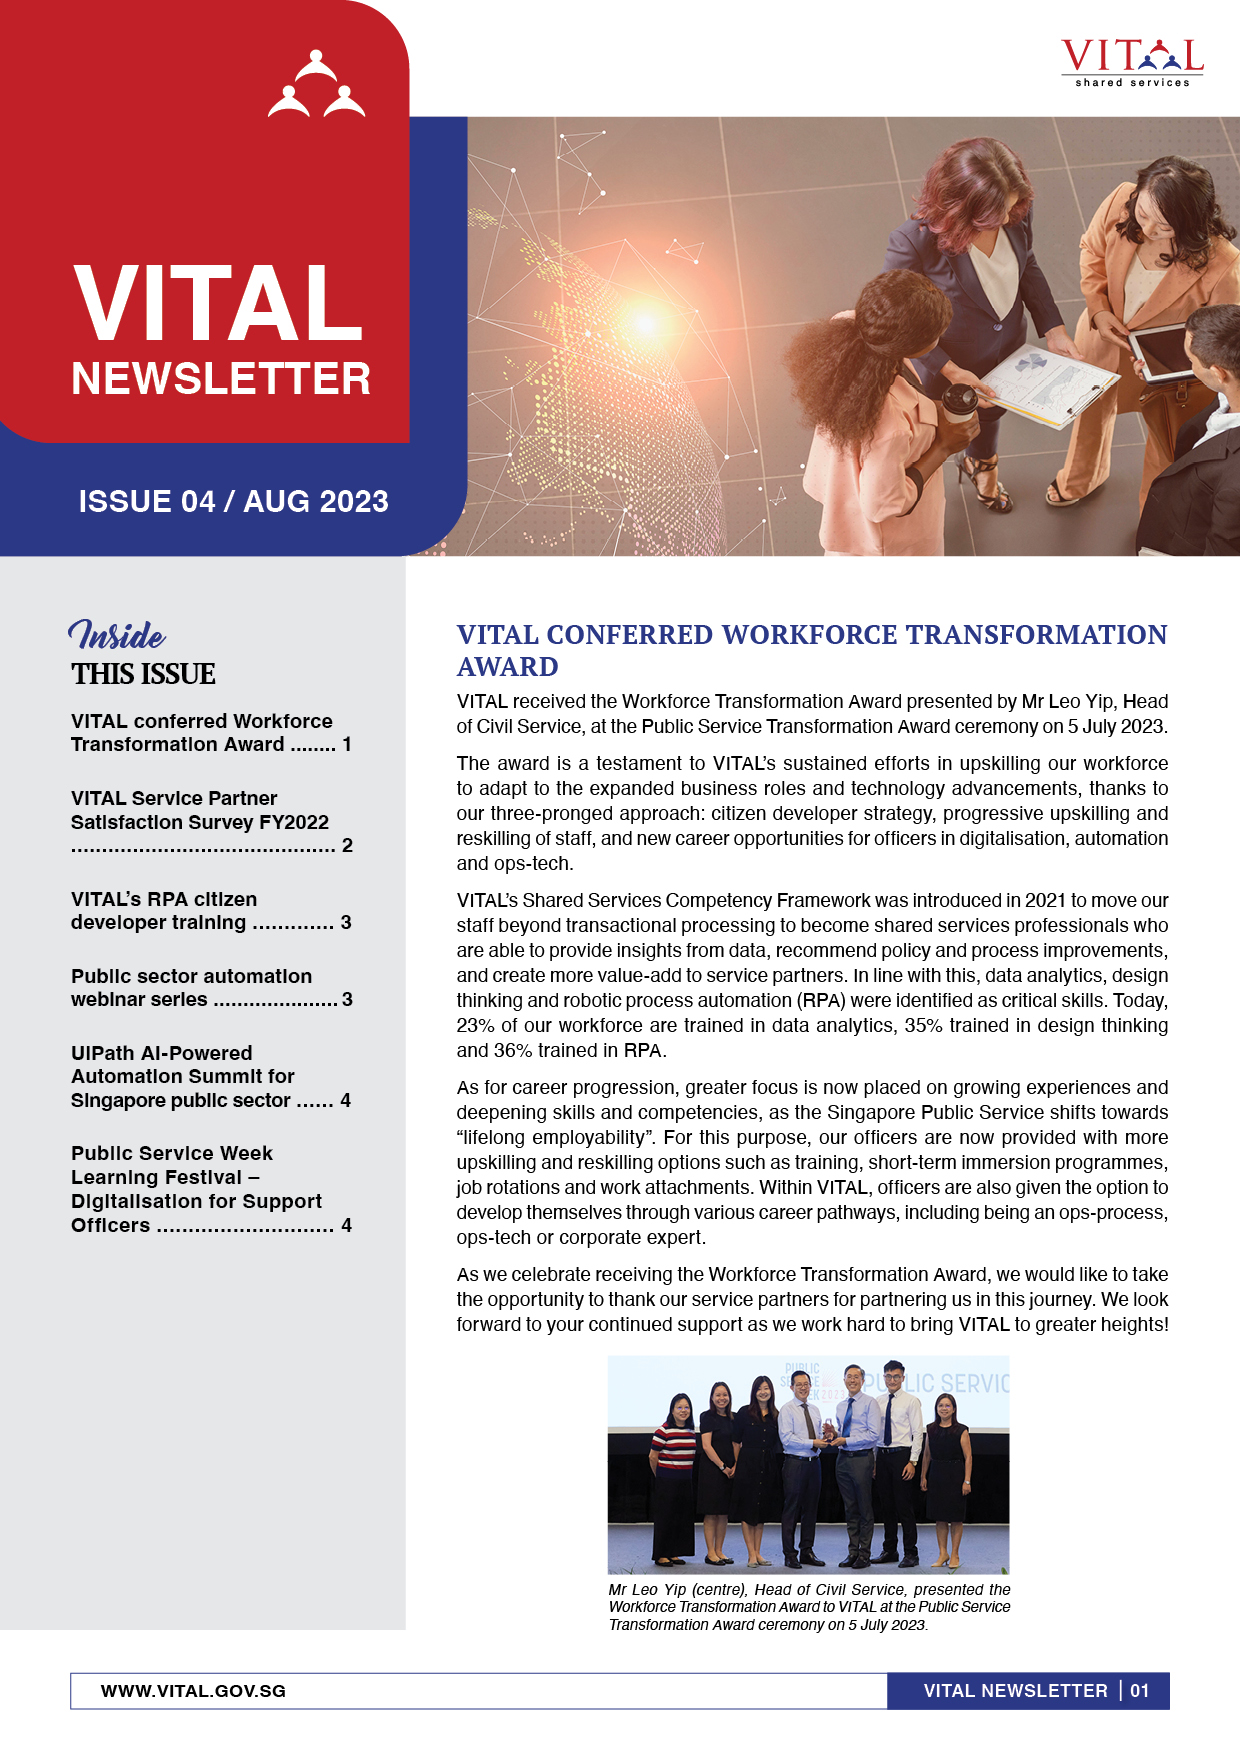 VITAL
shared services
VITAL
NEWSLETTER
ISSUE 04 / AUG 2023
Inside
THIS ISSUE
VITAL conferred Workforce
Transformation Award ........ 1
VITAL Service Partner
Satisfaction Survey FY2022
........................................... 2
VITAL's RPA citizen
developer training ............. 3
Public sector automation
webinar series ..................... 3
UiPath AI-Powered
Automation Summit for
Singapore public sector ...... 4
Public Service Week
Learning Festival –
Digitalisation for Support
Officers ............................ 4
VITAL CONFERRED WORKFORCE TRANSFORMATION
AWARD
VITAL received the Workforce Transformation Award presented by Mr Leo Yip, Head
of Civil Service, at the Public Service Transformation Award ceremony on 5 July 2023.
The award is a testament to VITAL's sustained efforts in upskilling our workforce
to adapt to the expanded business roles and technology advancements, thanks to
our three-pronged approach: citizen developer strategy, progressive upskilling and
reskilling of staff, and new career opportunities for officers in digitalisation, automation
and ops-tech.
VITAL's Shared Services Competency Framework was introduced in 2021 to move our
staff beyond transactional processing to become shared services professionals who
are able to provide insights from data, recommend policy and process improvements,
and create more value-add to service partners. In line with this, data analytics, design
thinking and robotic process automation (RPA) were identified as critical skills. Today,
23% of our workforce are trained in data analytics, 35% trained in design thinking
and 36% trained in RPA.
As for career progression, greater focus is now placed on growing experiences and
deepening skills and competencies, as the Singapore Public Service shifts towards
“lifelong employability”. For this purpose, our officers are now provided with more
upskilling and reskilling options such as training, short-term immersion programmes,
job rotations and work attachments. Within VITAL, officers are also given the option to
develop themselves through various career pathways, including being an ops-process,
ops-tech or corporate expert.
As we celebrate receiving the Workforce Transformation Award, we would like to take
the opportunity to thank our service partners for partnering us in this journey. We look
forward to your continued support as we work hard to bring VITAL to greater heights!
PUBLIC
2023
PUBLIC SERVIC
Mr Leo Yip (centre), Head of Civil Service, presented the
Workforce Transformation Award to VITAL at the Public Service
Transformation Award ceremony on 5 July 2023.
WWW.VITAL.GOV.SG
VITAL NEWSLETTER | 01